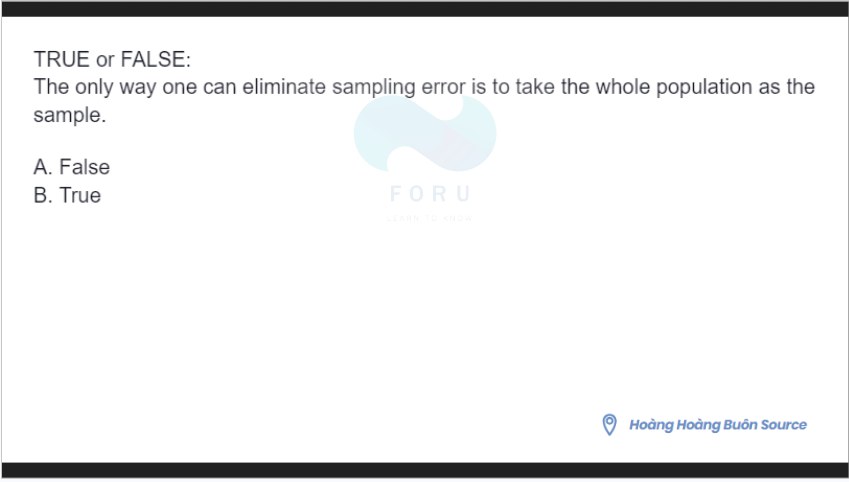 TRUE or FALSE:
The only way one can eliminate sampling error is to take the whole population as the
sample.
A. False
B. True
FORU
Hoàng Hoàng Buôn Source